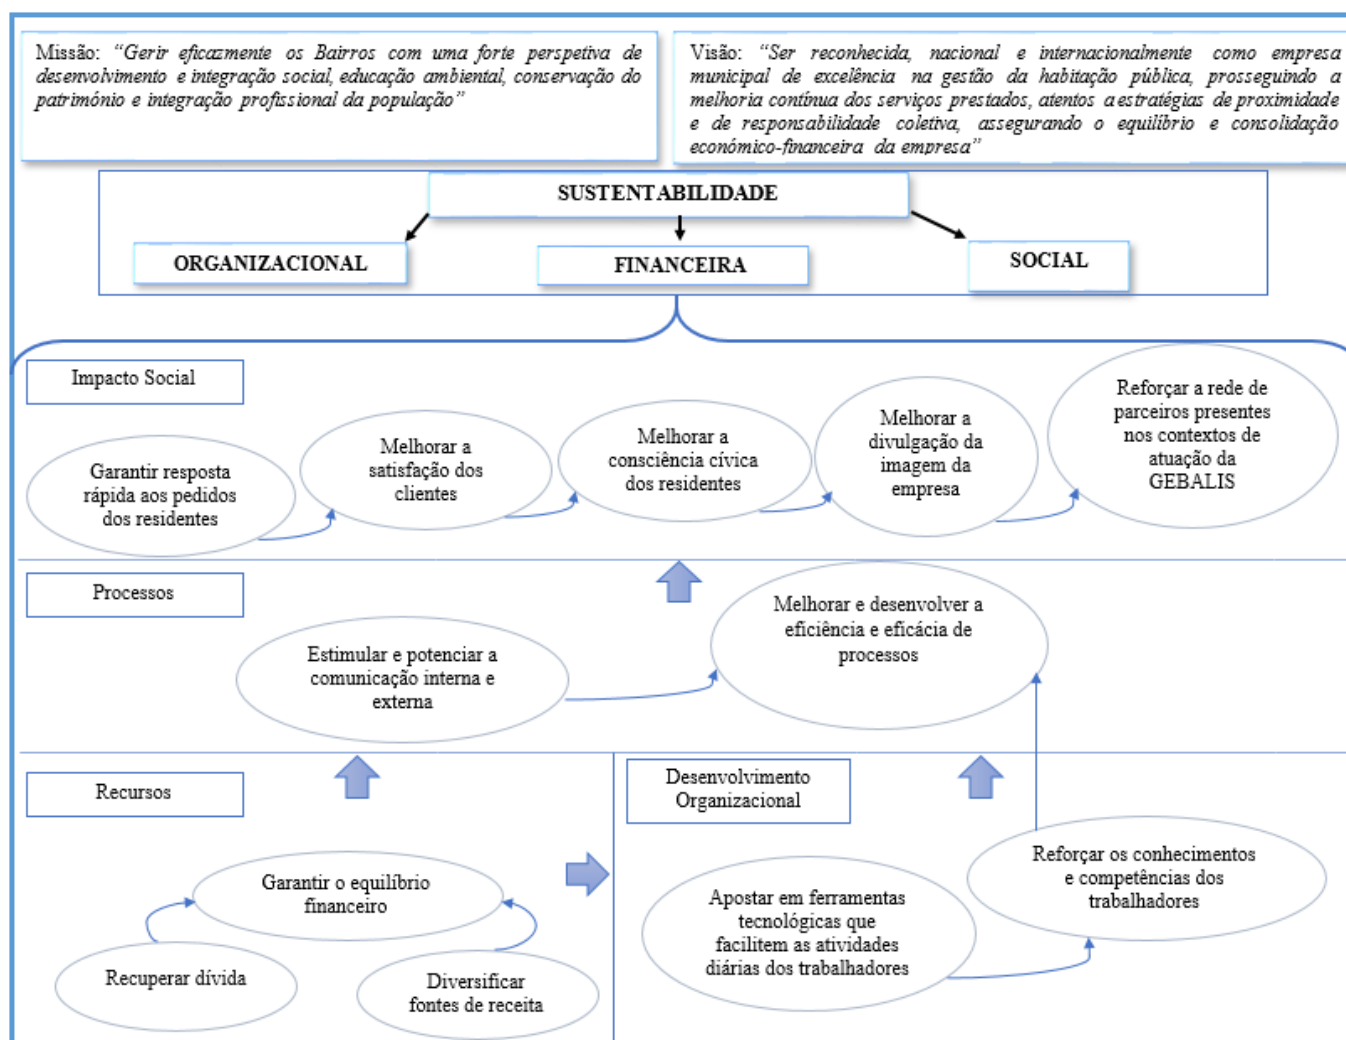 Missão: “Gerir eficazmente os Bairros com uma forte perspetiva de
desenvolvimento e integração social, educação ambiental, conservação do
património e integração profissional da população”
Visão: “Ser reconhecida, nacional e internacionalmente como empresa
municipal de excelência na gestão da habitação pública, prosseguindo a
melhoria contínua dos serviços prestados, atentos a estratégias de proximidade
e de responsabilidade coletiva, assegurando o equilíbrio e consolidação
económico-financeira da empresa”
SUSTENTABILIDADE
ORGANIZACIONAL
FINANCEIRA
SOCIAL
Impacto Social
Garantir resposta
rápida aos pedidos
dos residentes
Melhorar a
satisfação dos
clientes
Melhorar a
consciência cívica
dos residentes
Melhorar a
divulgação da
imagem da
empresa
Reforçar a rede de
parceiros presentes
nos contextos de
atuação da
GEBALIS
Processos
Estimular e potenciar a
comunicação interna e
externa
Melhorar e desenvolver a
eficiência e eficácia de
processos
Recursos
Garantir o equilíbrio
financeiro
Recuperar dívida
Diversificar
fontes de receita
Desenvolvimento
Organizacional
Apostar em ferramentas
tecnológicas que
facilitem as atividades
diárias dos trabalhadores
Reforçar os conhecimentos
e competências dos
trabalhadores